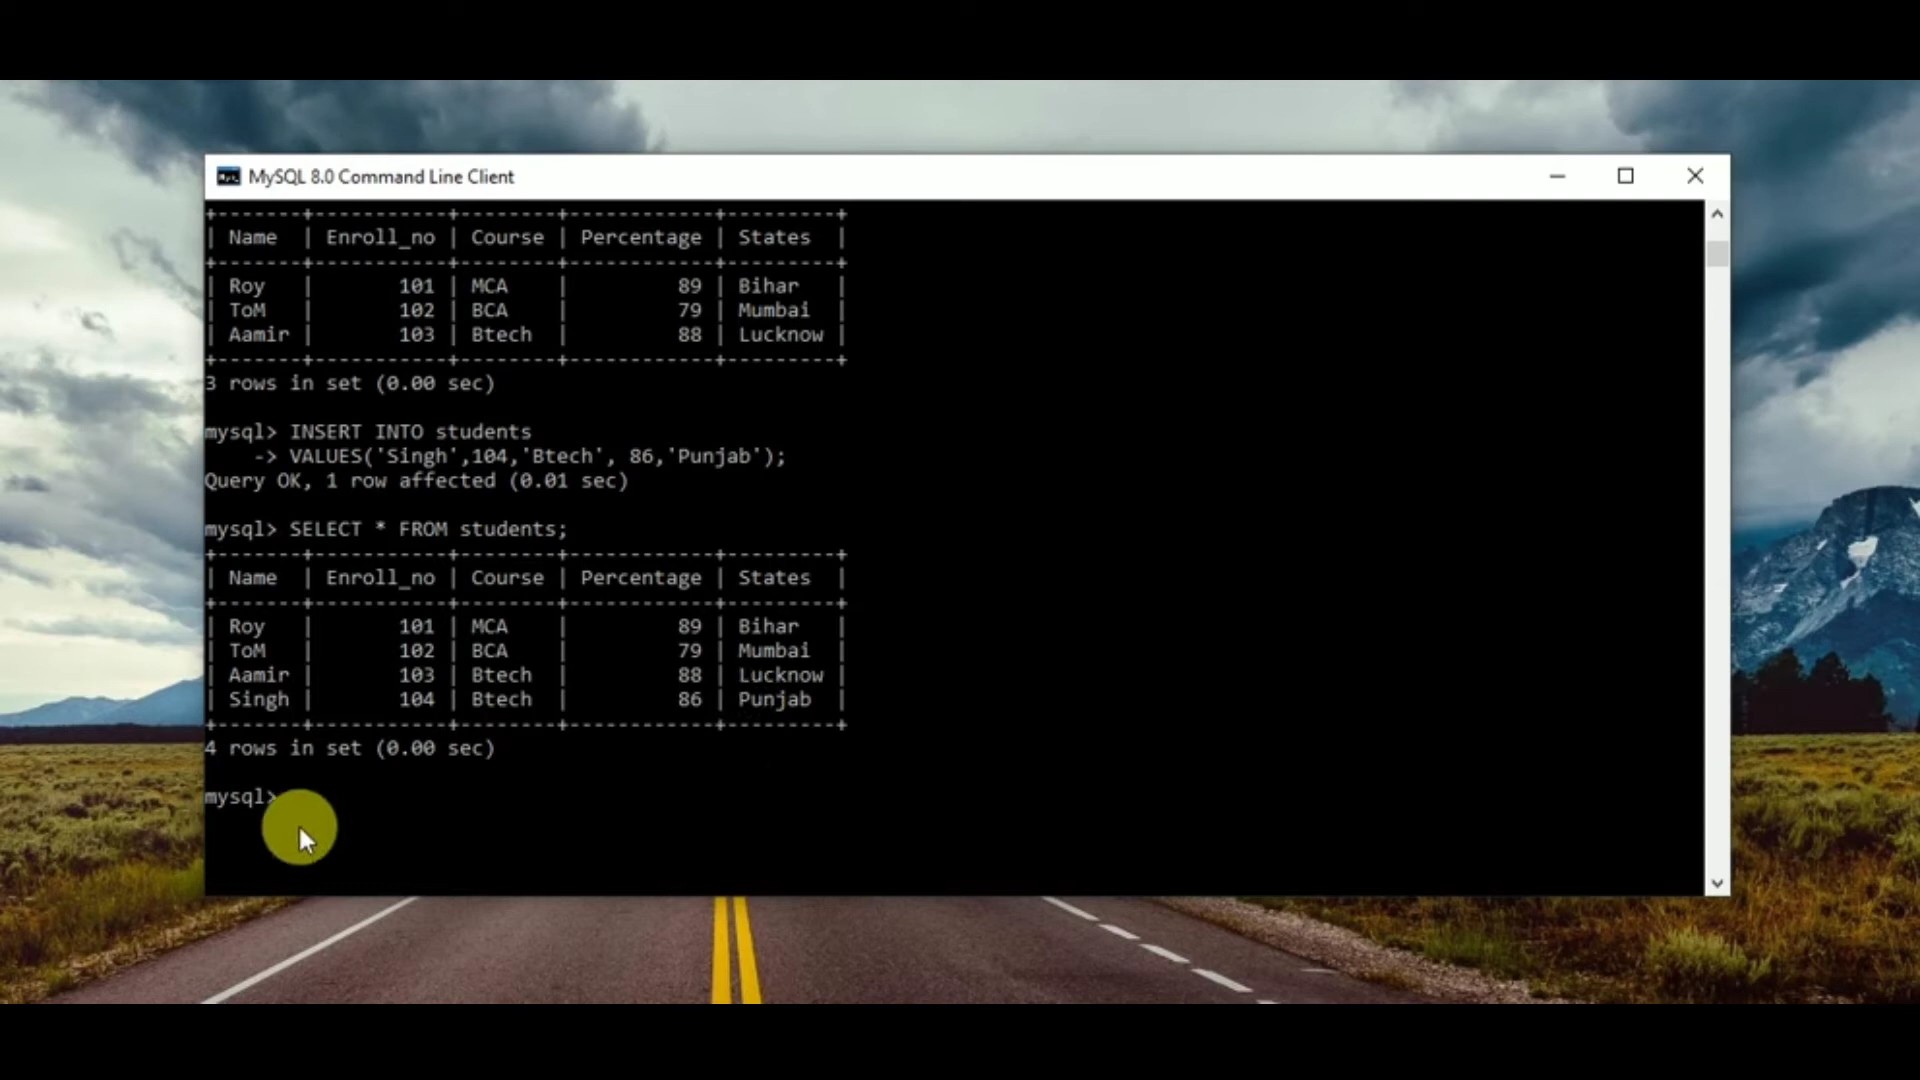 MySQL 8.0 Command Line Client
+-------+-----------+--------+------------+---------+
| Name  | Enroll_no | Course | Percentage | States  |
+-------+-----------+--------+------------+---------+
| Roy   |       101 | MCA    |         89 | Bihar   |
| ToM   |       102 | BCA    |         79 | Mumbai  |
| Aamir |       103 | Btech  |         88 | Lucknow |
+-------+-----------+--------+------------+---------+
3 rows in set (0.00 sec)
mysql> INSERT INTO students
    -> VALUES('Singh',104,'Btech', 86,'Punjab');
Query OK, 1 row affected (0.01 sec)
mysql> SELECT * FROM students;
+-------+-----------+--------+------------+---------+
| Name  | Enroll_no | Course | Percentage | States  |
+-------+-----------+--------+------------+---------+
| Roy   |       101 | MCA    |         89 | Bihar   |
| ToM   |       102 | BCA    |         79 | Mumbai  |
| Aamir |       103 | Btech  |         88 | Lucknow |
| Singh |       104 | Btech  |         86 | Punjab  |
+-------+-----------+--------+------------+---------+
4 rows in set (0.00 sec)
mysql>